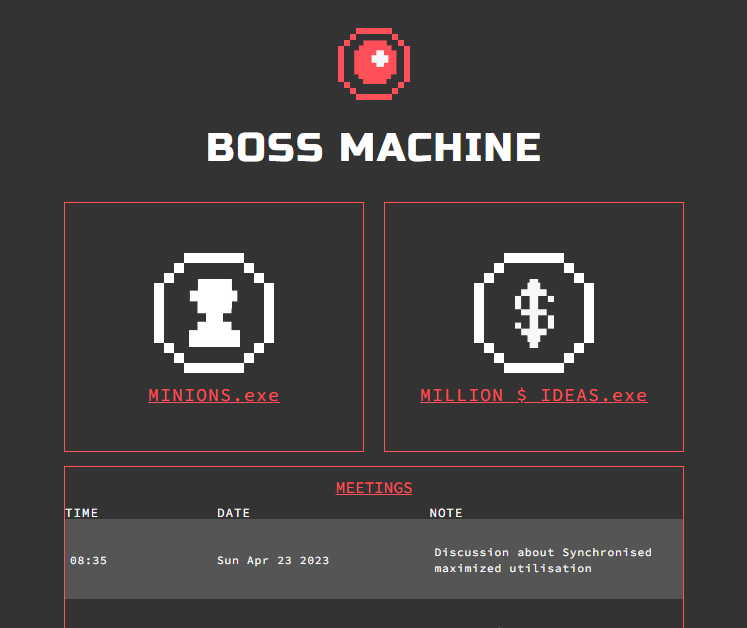 BOSS MACHINE
MINIONS.exe
MILLION $ IDEAS.exe
MEETINGS
TIME DATE NOTE
08:35 Sun Apr 23 2023 Discussion about Synchronised
maximized utilisation